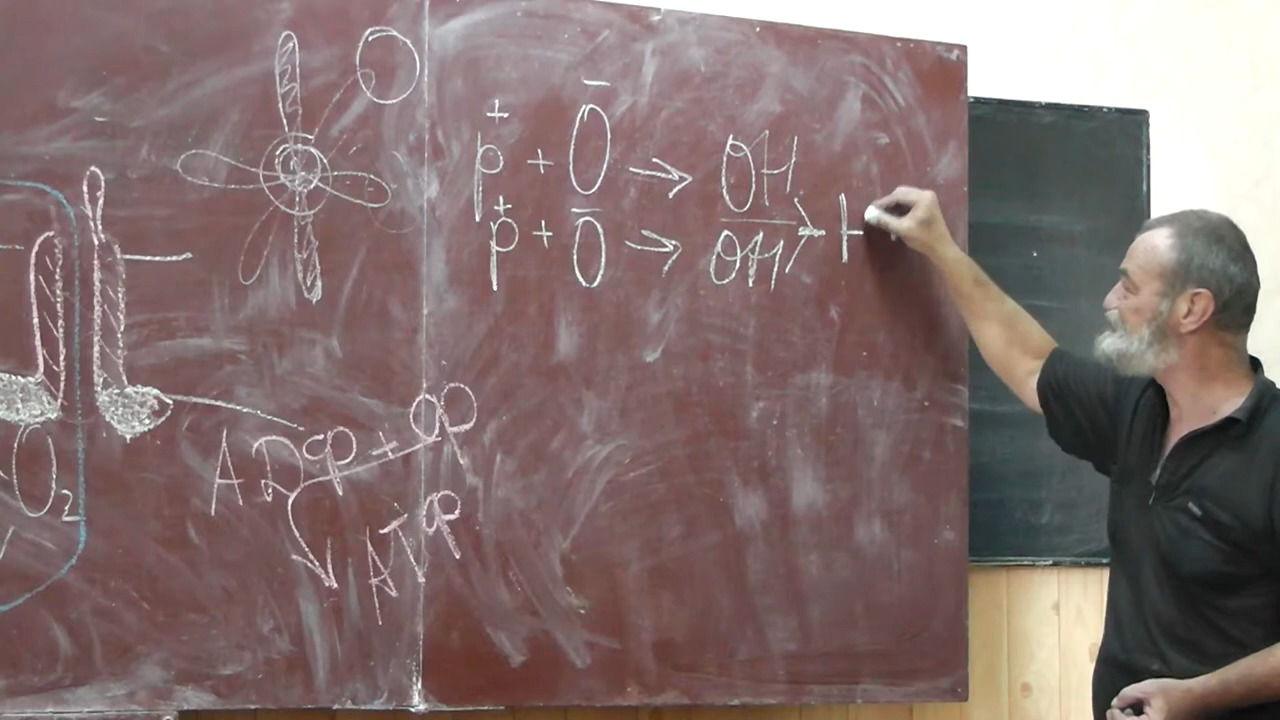 p⁺ + O⁻ → OH
p⁺ + O⁻ → OH → H
O₂
АДФ + Ф
АТФ